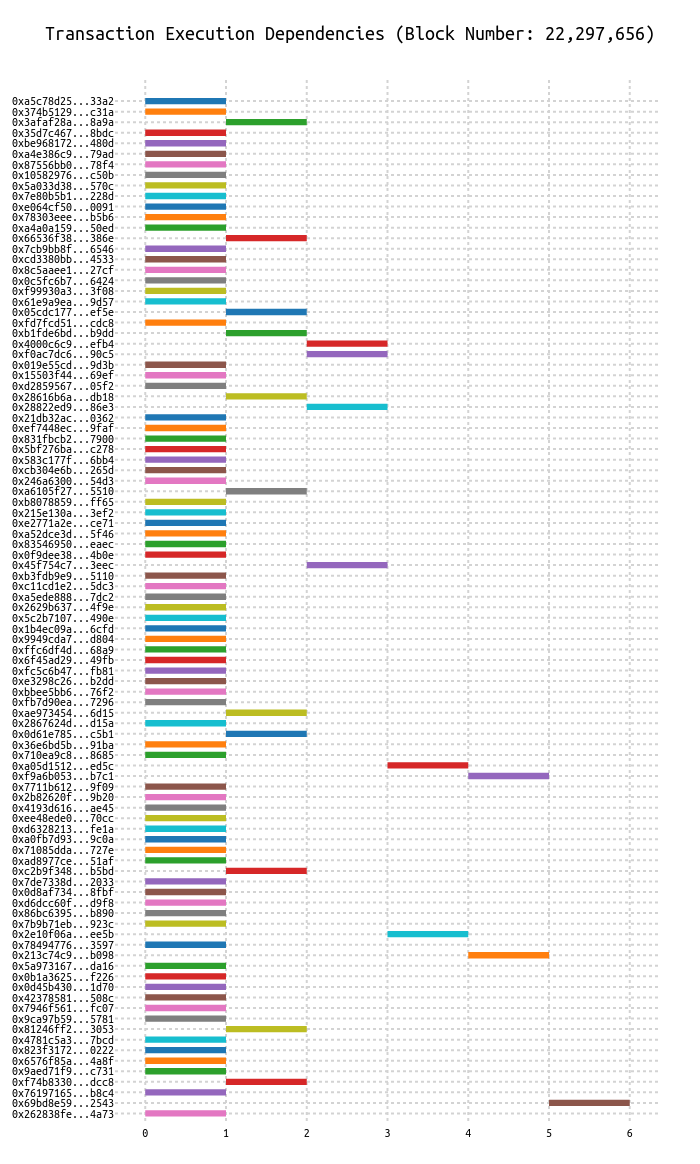 Transaction Execution Dependencies (Block Number: 22,297,656)
0xa5c78d25...33a2
0x374b5129...c31a
0x3afaf28a...8a9a
0x35d7c467...8bdc
0xbe968172...480d
0xa4e386c9...79ad
0x87556bb0...78f4
0x10582976...c50b
0x5a033d38...570c
0x7e80b5b1...228d
0xe064cf50...0091
0x78303eee...b5b6
0xa4a0a159...50ed
0x66536f38...386e
0x7cb9bb8f...6546
0xcd3380bb...4533
0x8c5aaee1...27cf
0x0c5fc6b7...6424
0xf99930a3...3f08
0x61e9a9ea...9d57
0x05cdc177...ef5e
0xfd7fcd51...cdc8
0xb1fde6bd...b9dd
0x4000c6c9...efb4
0xf0ac7dc6...90c5
0x019e55cd...9d3b
0x15503f44...69ef
0xd2859567...05f2
0x28616b6a...db18
0x28822ed9...86e3
0x21db32ac...0362
0xef7448ec...9faf
0x831fbcb2...7900
0x5bf276ba...c278
0x583c177f...6bb4
0xcb304e6b...265d
0x246a6300...54d3
0xa6105f27...5510
0xb8078859...ff65
0x215e130a...3ef2
0xe2771a2e...ce71
0xa52dce3d...5f46
0x83546950...eaec
0x0f9dee38...4b0e
0x45f754c7...3eec
0xb3fdb9e9...5110
0xc11cd1e2...5dc3
0xa5ede888...7dc2
0x2629b637...4f9e
0x5c2b7107...490e
0x1b4ec09a...6cfd
0x9949cda7...d804
0xffc6df4d...68a9
0x6f45ad29...49fb
0xfc5c6b47...fb81
0xe3298c26...b2dd
0xbbee5bb6...76f2
0xfb7d90ea...7296
0xae973454...6d15
0x2867624d...d15a
0x0d61e785...c5b1
0x36e6bd5b...91ba
0x710ea9c8...8685
0xa05d1512...ed5c
0xf9a6b053...b7c1
0x7711b612...9f09
0x2b82620f...9b20
0x4193d616...ae45
0xee48ede0...70cc
0xd6328213...fe1a
0xa0fb7d93...9c0a
0x71085dda...727e
0xad8977ce...51af
0xc2b9f348...b5bd
0x7de7338d...2033
0x0d8af734...8fbf
0xd6dcc60f...d9f8
0x86bc6395...b890
0x7b9b71eb...923c
0x2e10f06a...ee5b
0x78494776...3597
0x213c74c9...b098
0x5a973167...da16
0x0b1a3625...f226
0x0d45b430...1d70
0x42378581...508c
0x7946f561...fc07
0x9ca97b59...5781
0x81246ff2...3053
0x4781c5a3...7bcd
0x823f3172...0222
0x6576f85a...4a8f
0x9aed71f9...c731
0xf74b8330...dcc8
0x76197165...b8c4
0x69bd8e59...2543
0x262838fe...4a73
0 1 2 3 4 5 6